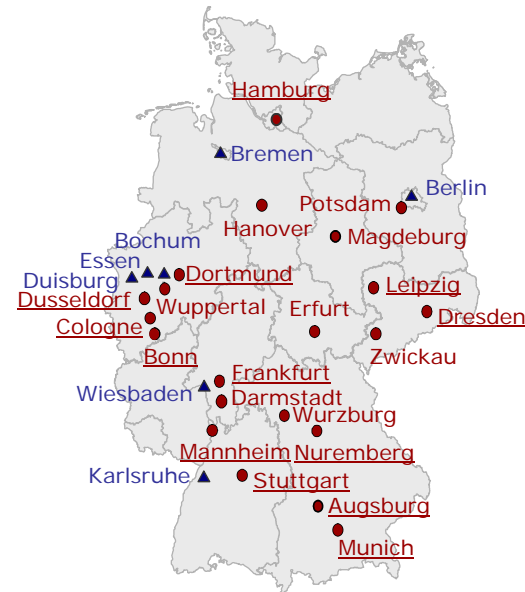 Hamburg
Bremen
Berlin
Potsdam
Hanover
Magdeburg
Bochum
Essen
Duisburg
Dortmund
Leipzig
Dusseldorf
Wuppertal
Erfurt
Dresden
Cologne
Zwickau
Bonn
Frankfurt
Wiesbaden
Darmstadt
Wurzburg
Mannheim
Nuremberg
Karlsruhe
Stuttgart
Augsburg
Munich